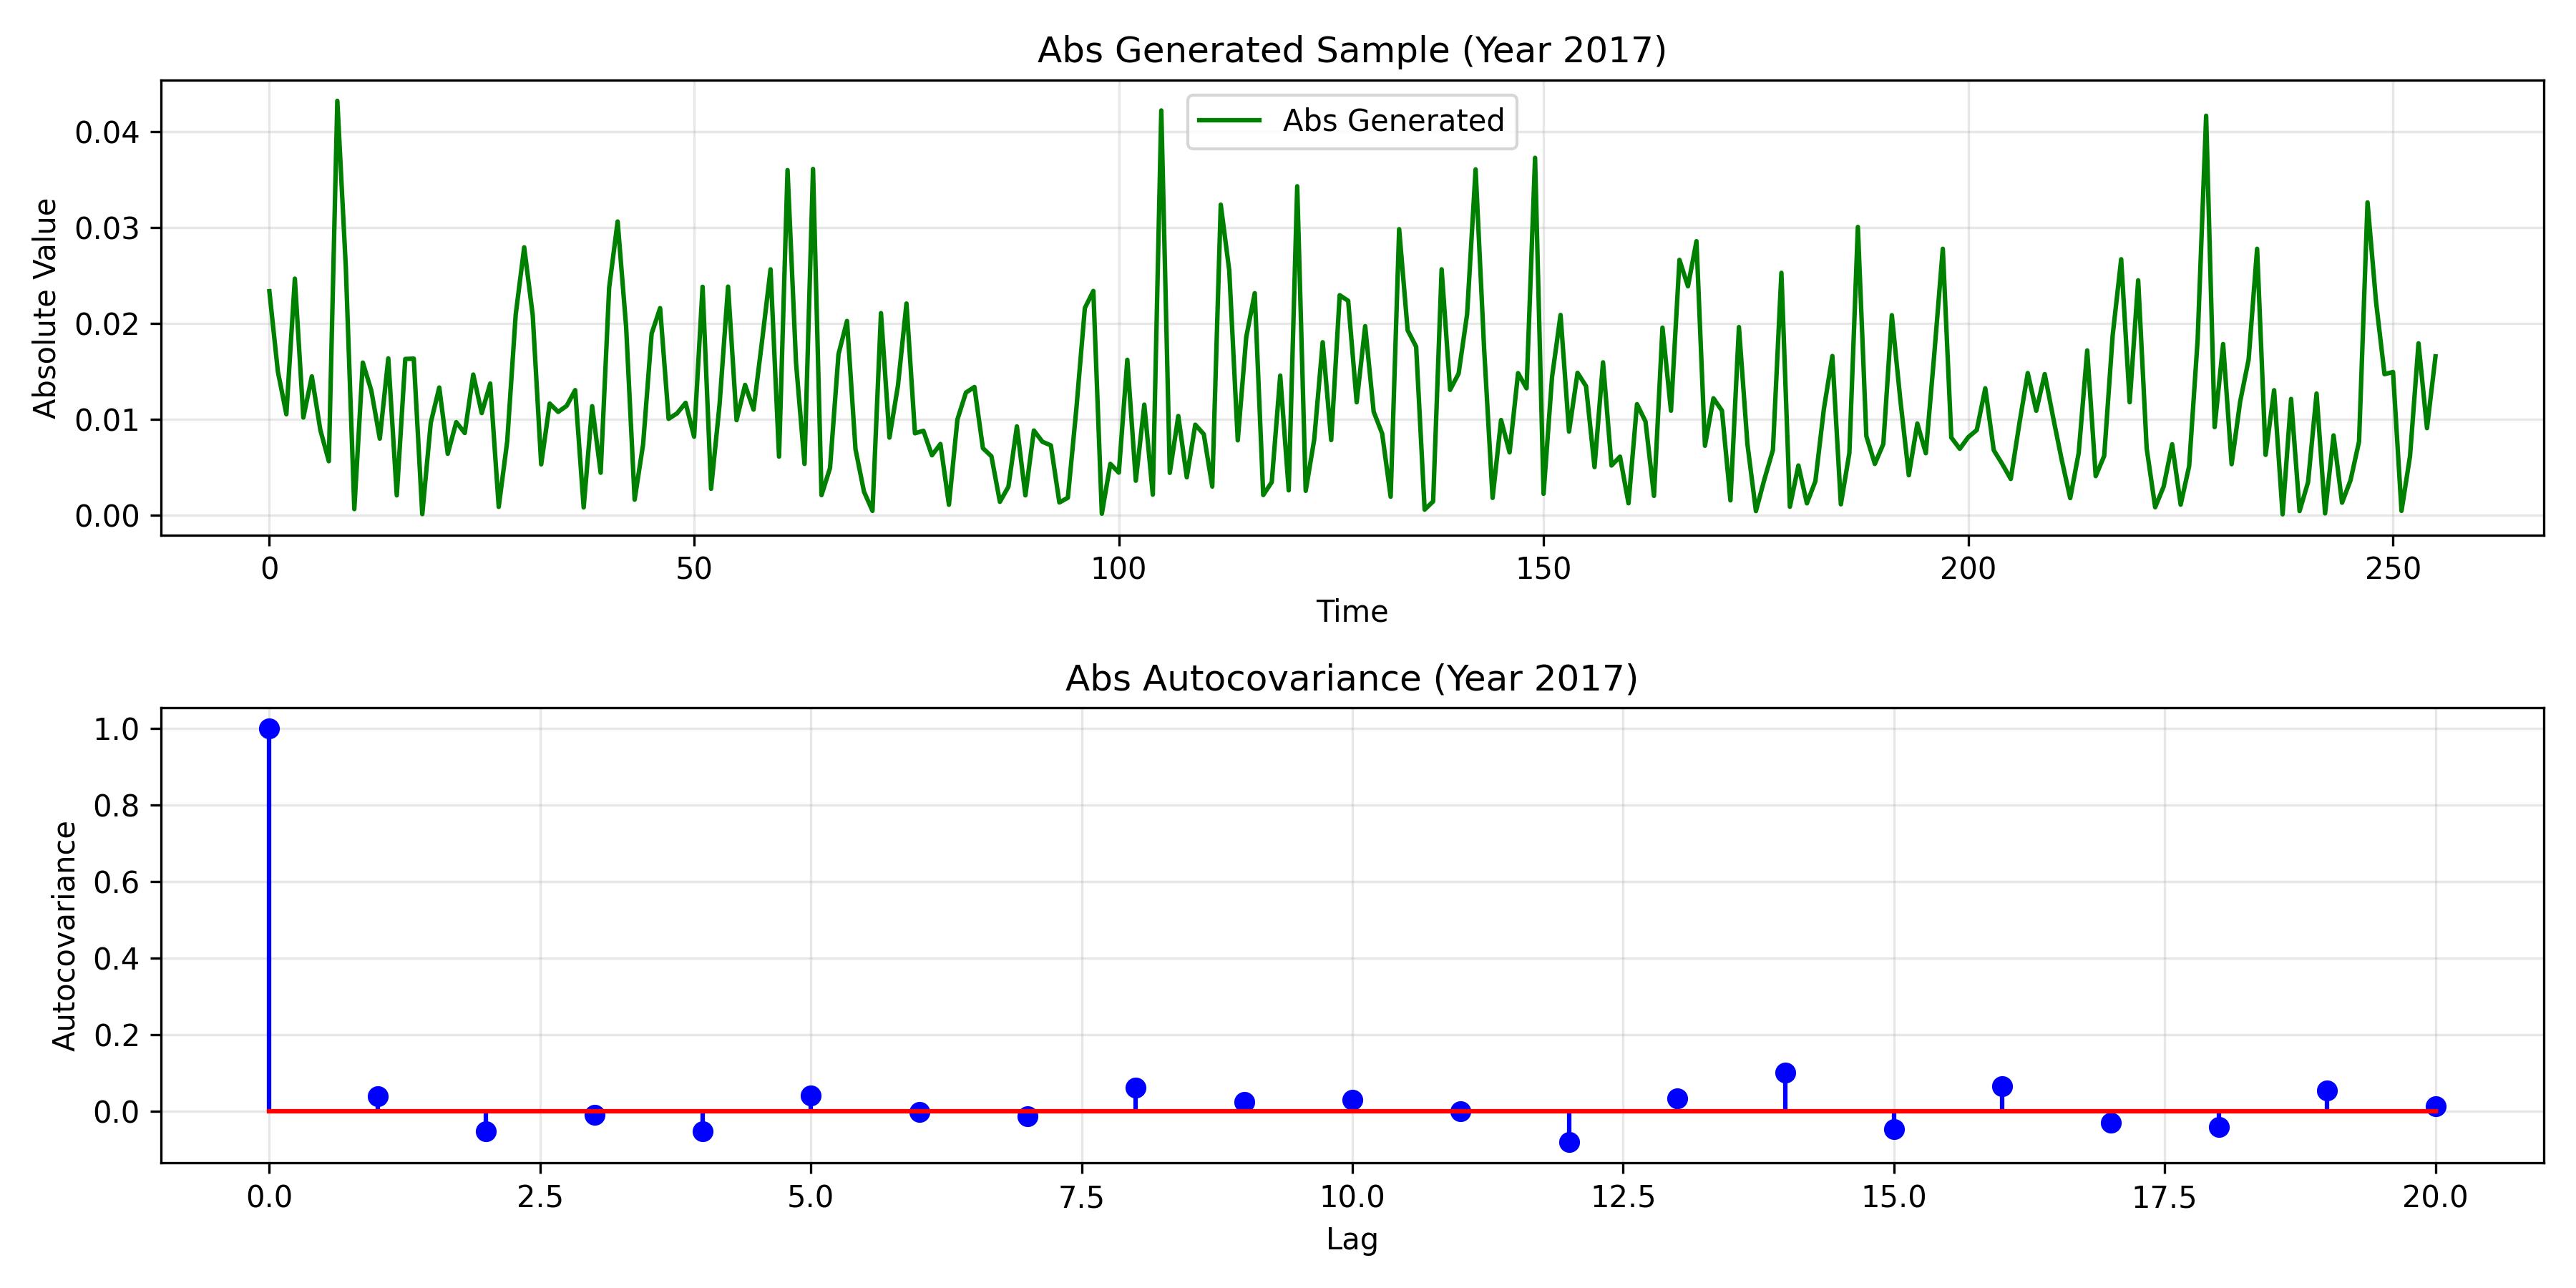 Abs Generated Sample (Year 2017)
Abs Generated
Absolute Value
0.04
0.03
0.02
0.01
0.00
0 50 100 150 200 250
Time
Abs Autocovariance (Year 2017)
Autocovariance
1.0
0.8
0.6
0.4
0.2
0.0
0.0 2.5 5.0 7.5 10.0 12.5 15.0 17.5 20.0
Lag